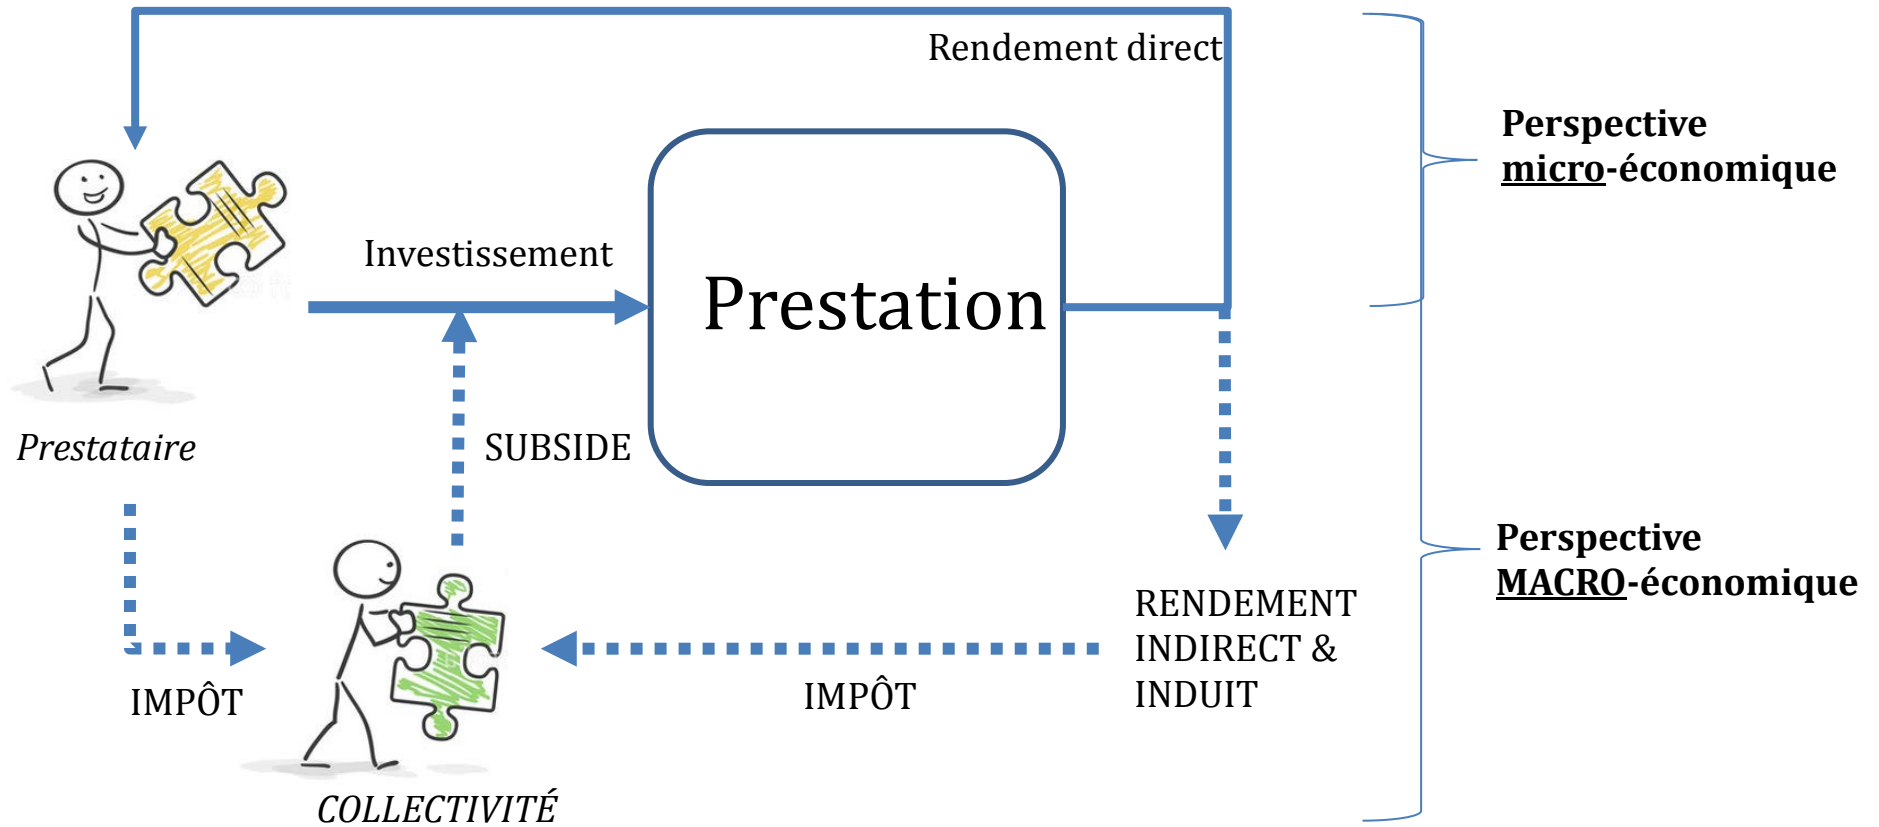 Rendement direct
Perspective
micro-économique
Investissement
Prestation
Prestataire
SUBSIDE
Perspective
MACRO-économique
RENDEMENT
INDIRECT &
INDUIT
IMPÔT
IMPÔT
COLLECTIVITÉ